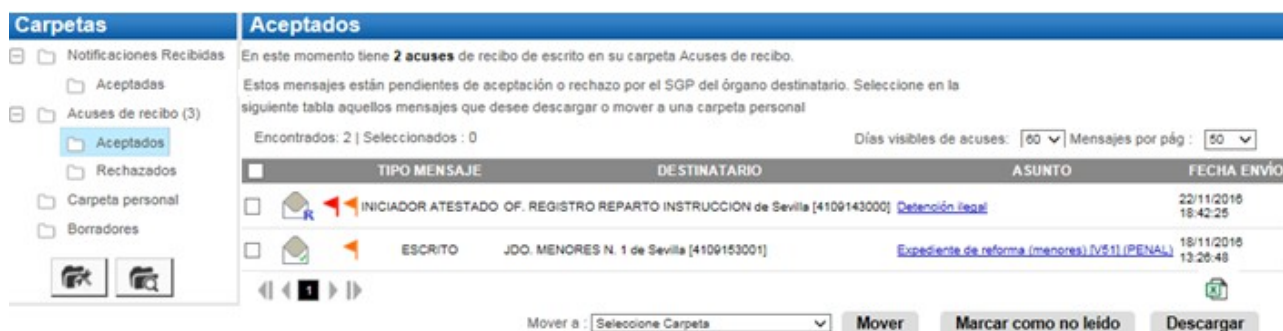 Carpetas
Notificaciones Recibidas
Aceptadas
Acuses de recibo (3)
Aceptados
Rechazados
Carpeta personal
Borradores
Aceptados
En este momento tiene 2 acuses de recibo de escrito en su carpeta Acuses de recibo.
Estos mensajes están pendientes de aceptación o rechazo por el SGP del órgano destinatario. Seleccione en la
siguiente tabla aquellos mensajes que desee descargar o mover a una carpeta personal
Encontrados: 2 | Seleccionados : 0 Días visibles de acuses: 60 Mensajes por pág : 50
TIPO MENSAJE DESTINATARIO ASUNTO FECHA ENVÍO
R INICIADOR ATESTADO OF. REGISTRO REPARTO INSTRUCCION de Sevilla [4109143000] Detención ilegal 22/11/2016
18:42:25
ESCRITO JDO. MENORES N. 1 de Sevilla [4109153001] Expediente de reforma (menores) [V51] (PENAL) 18/11/2016
13:26:48
1
Mover a : Seleccione Carpeta Mover Marcar como no leído Descargar